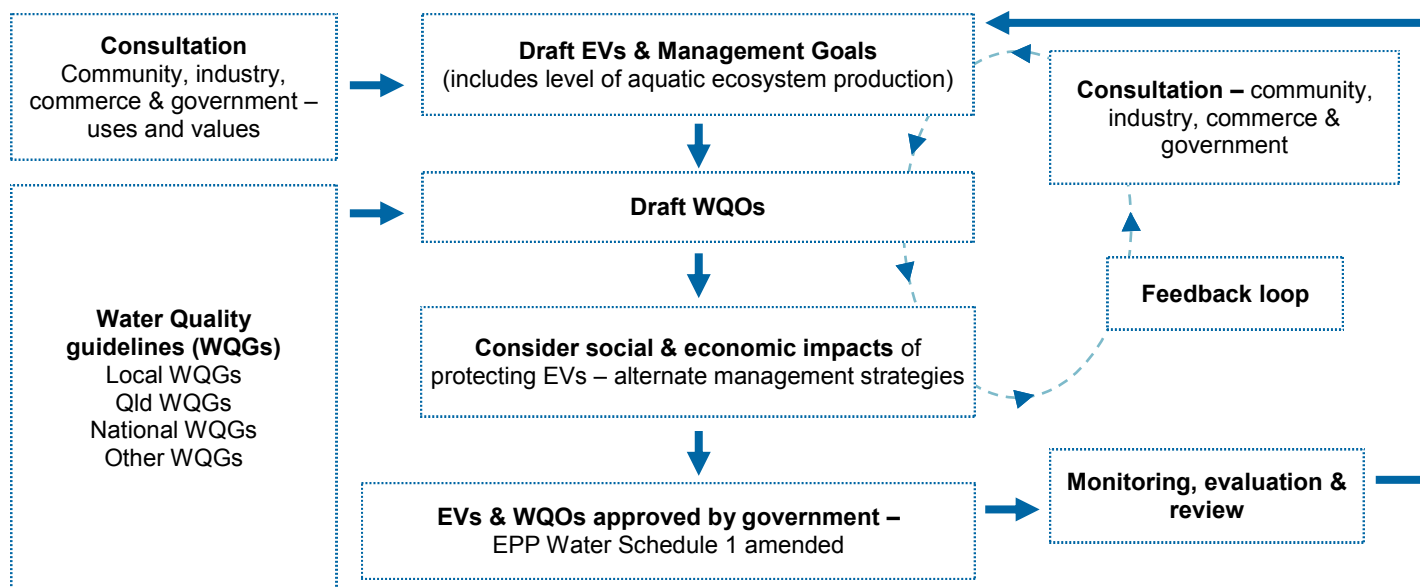 Consultation
Community, industry,
commerce & government –
uses and values
Draft EVs & Management Goals
(includes level of aquatic ecosystem production)
Consultation – community,
industry, commerce &
government
Draft WQOs
Water Quality
guidelines (WQGs)
Local WQGs
Qld WQGs
National WQGs
Other WQGs
Feedback loop
Consider social & economic impacts of
protecting EVs – alternate management strategies
EVs & WQOs approved by government –
EPP Water Schedule 1 amended
Monitoring, evaluation &
review